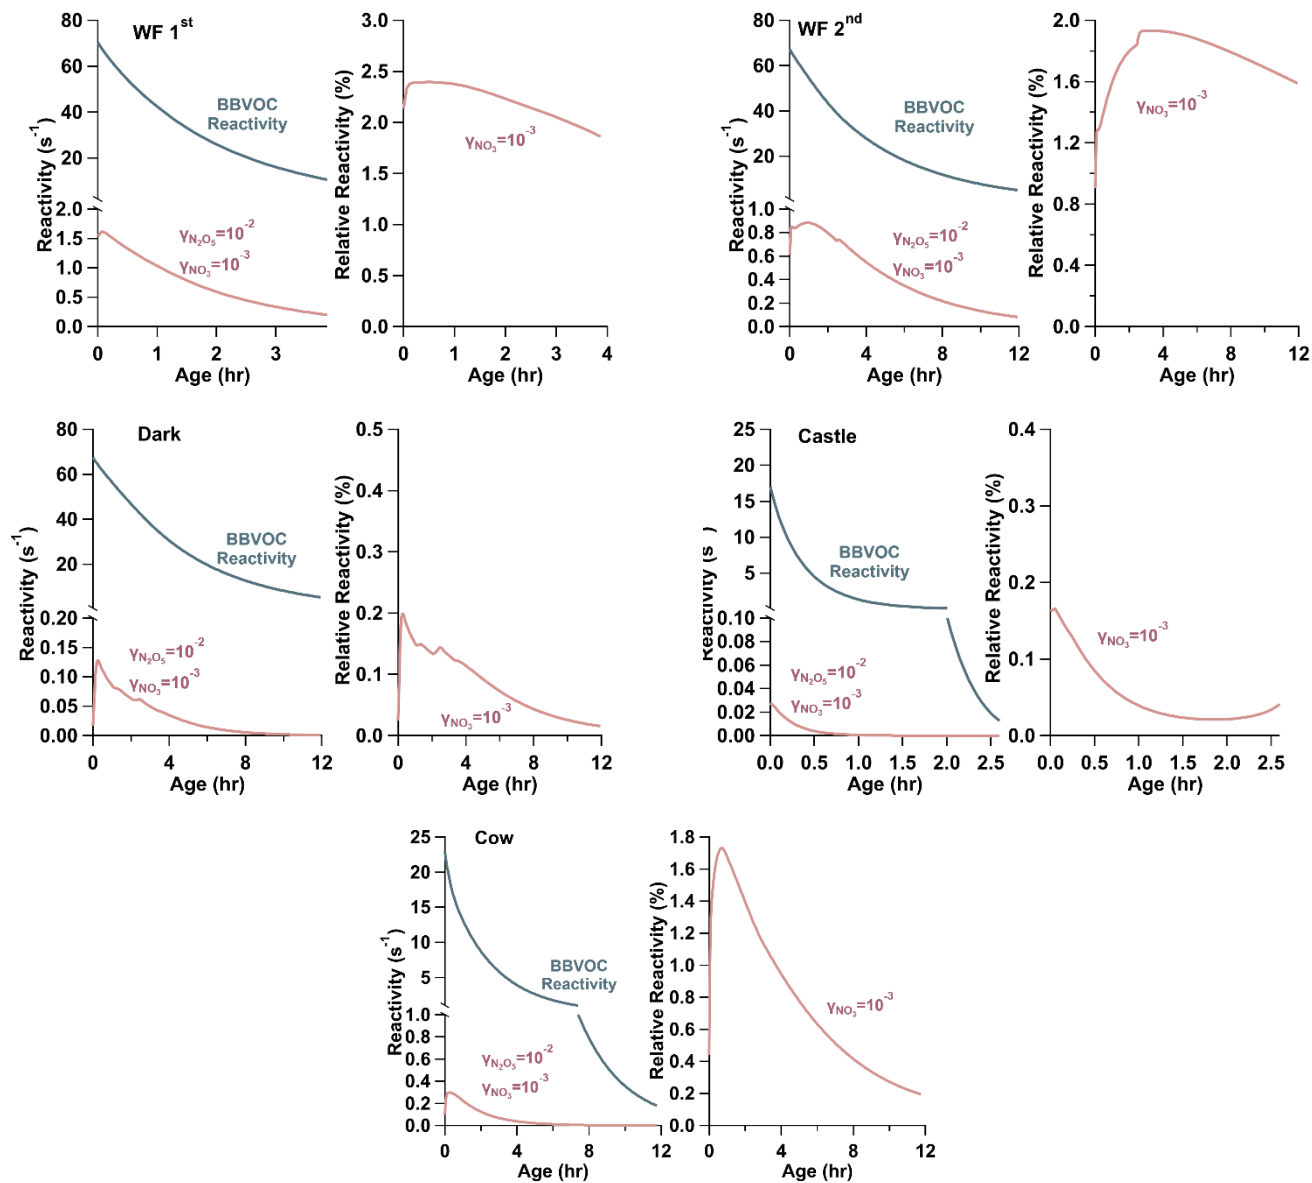 WF 1st
Reactivity (s-1)
80
60
40
20
2.0
1.5
1.0
0.5
0.0
BBVOC
Reactivity
γN2O5=10-2
γNO3=10-3
0 1 2 3
Age (hr)
Relative Reactivity (%)
3.0
2.5
2.0
1.5
1.0
0.5
0.0
γNO3=10-3
0 1 2 3 4
Age (hr)
WF 2nd
Reactivity (s-1)
80
60
40
20
1.0
0.8
0.6
0.4
0.2
0.0
BBVOC
Reactivity
γN2O5=10-2
γNO3=10-3
0 4 8 12
Age (hr)
Relative Reactivity (%)
2.0
1.6
1.2
0.8
0.4
0.0
γNO3=10-3
0 4 8 12
Age (hr)
Dark
Reactivity (s-1)
80
60
40
20
0.20
0.15
0.10
0.05
0.00
BBVOC
Reactivity
γN2O5=10-2
γNO3=10-3
0 4 8 12
Age (hr)
Relative Reactivity (%)
0.5
0.4
0.3
0.2
0.1
0.0
γNO3=10-3
0 4 8 12
Age (hr)
Castle
Reactivity (s-1)
25
20
15
10
5
0.10
0.08
0.06
0.04
0.02
0.00
BBVOC
Reactivity
γN2O5=10-2
γNO3=10-3
0.0 0.5 1.0 1.5 2.0 2.5
Age (hr)
Relative Reactivity (%)
0.4
0.3
0.2
0.1
0.0
γNO3=10-3
0.0 0.5 1.0 1.5 2.0 2.5
Age (hr)
Cow
Reactivity (s-1)
25
20
15
10
5
1.0
0.8
0.6
0.4
0.2
0.0
BBVOC
Reactivity
γN2O5=10-2
γNO3=10-3
0 4 8 12
Age (hr)
Relative Reactivity (%)
1.8
1.6
1.4
1.2
1.0
0.8
0.6
0.4
0.2
0.0
γNO3=10-3
0 4 8 12
Age (hr)